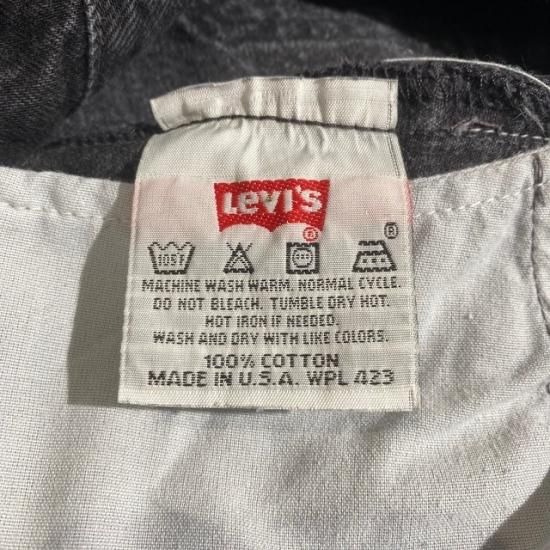 Levi's
®
®
105F
MACHINE WASH WARM. NORMAL CYCLE.
DO NOT BLEACH. TUMBLE DRY HOT.
HOT IRON IF NEEDED.
WASH AND DRY WITH LIKE COLORS.
100% COTTON
MADE IN U.S.A. WPL 423